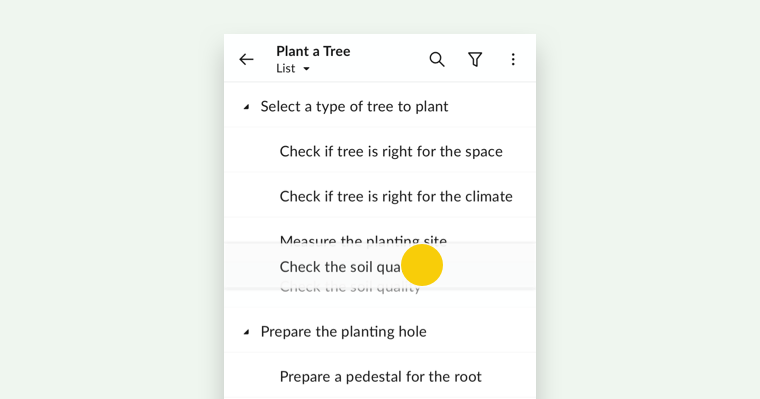 Plant a Tree
List
Select a type of tree to plant
Check if tree is right for the space
Check if tree is right for the climate
Measure the planting site
Check the soil qua
Check the soil quality
Prepare the planting hole
Prepare a pedestal for the root